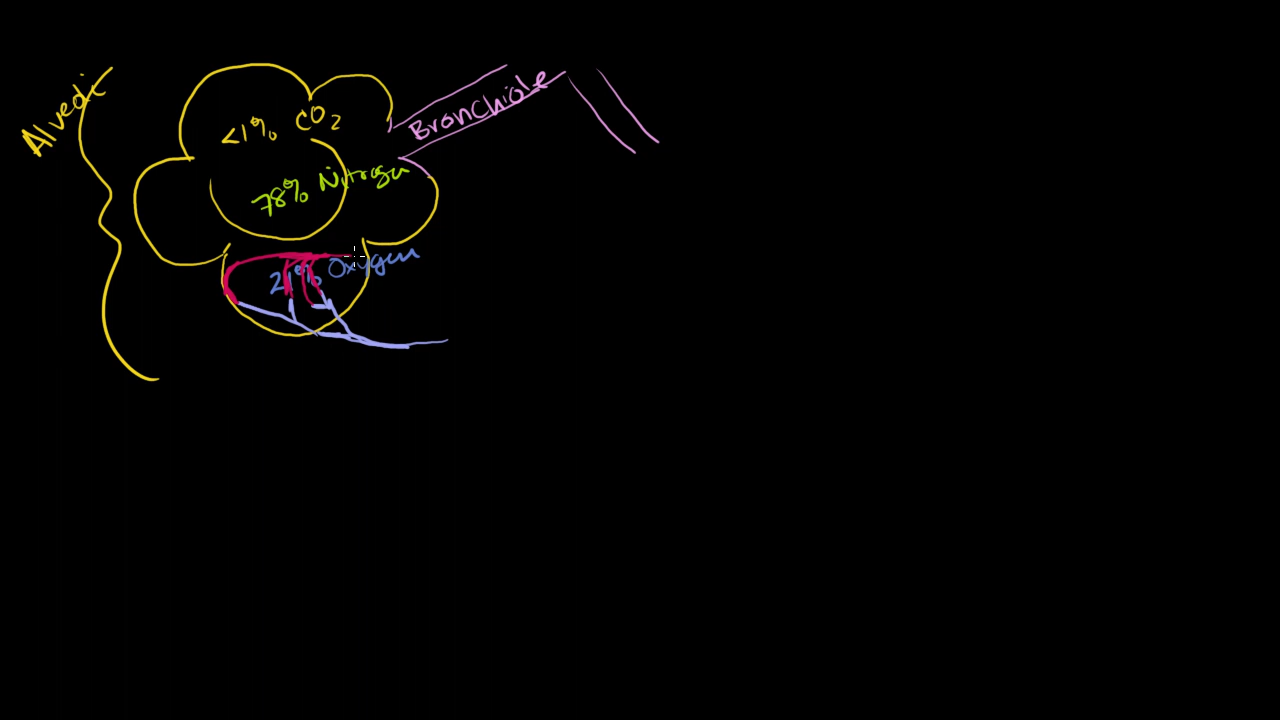 Alveoli
<1% CO2
Bronchiole
78% Nitrogen
21% Oxygen